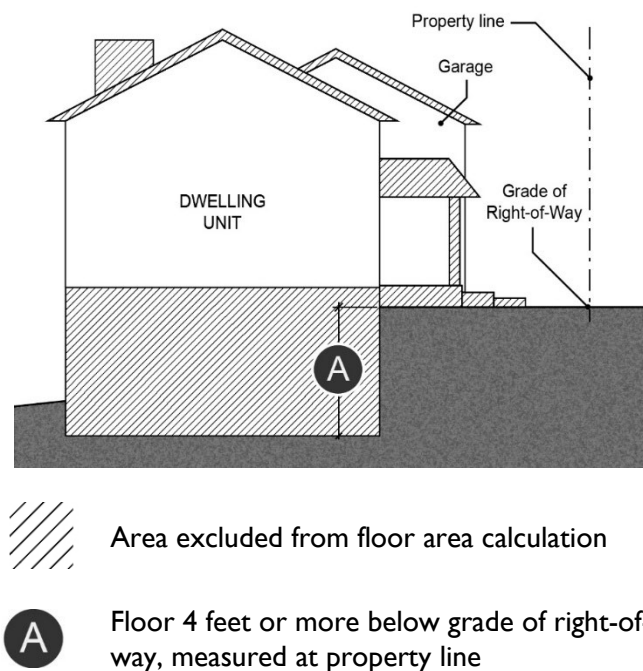 Property line
Garage
Grade of
Right-of-Way
DWELLING
UNIT
A
Area excluded from floor area calculation
A
Floor 4 feet or more below grade of right-of-
way, measured at property line